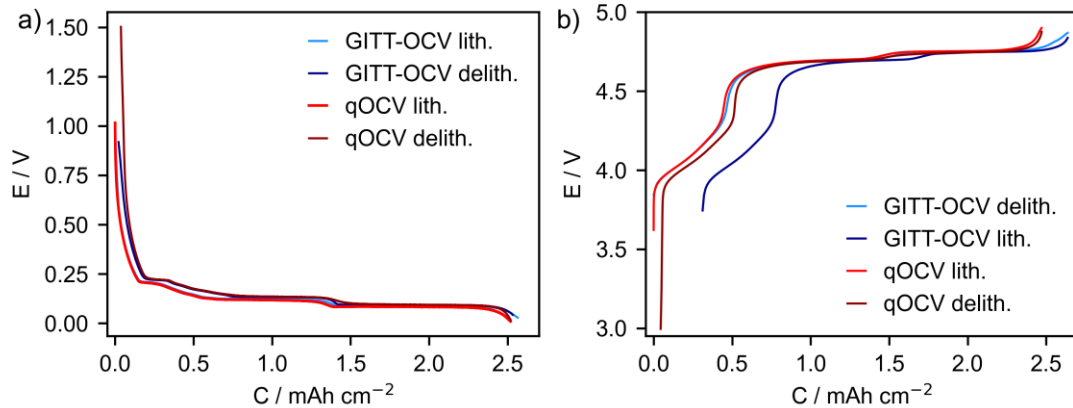 a)
1.50
1.25
1.00
0.75
0.50
0.25
0.00
E / V
0.0 0.5 1.0 1.5 2.0 2.5
C / mAh cm⁻²
GITT-OCV lith.
GITT-OCV delith.
qOCV lith.
qOCV delith.
b)
5.0
4.5
4.0
3.5
3.0
E / V
0.0 0.5 1.0 1.5 2.0 2.5
C / mAh cm⁻²
GITT-OCV delith.
GITT-OCV lith.
qOCV lith.
qOCV delith.